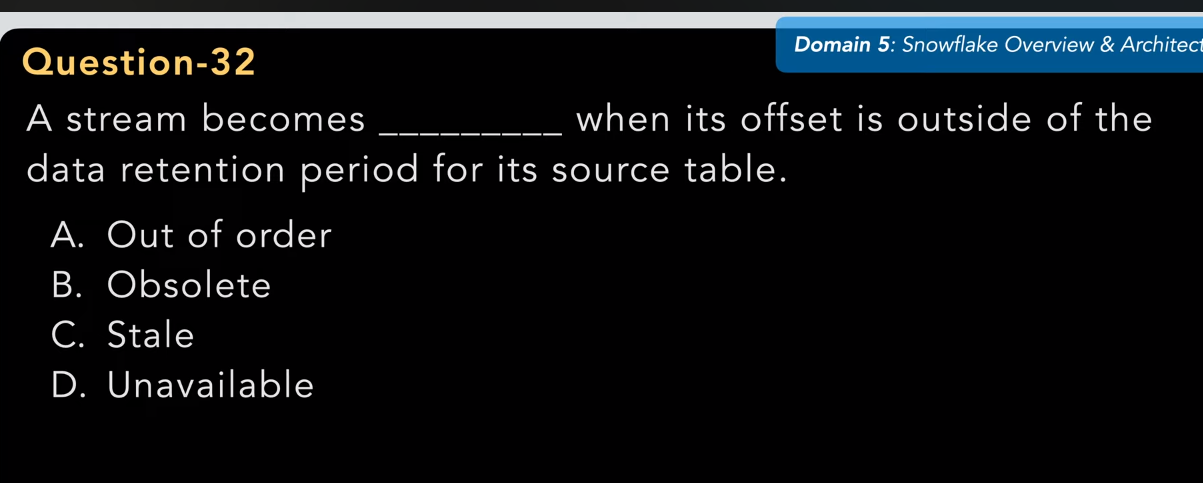 Domain 5: Snowflake Overview &
Question-32
A stream becomes _________ when its offset is outside of the
data retention period for its source table.
A. Out of order
B. Obsolete
C. Stale
D. Unavailable